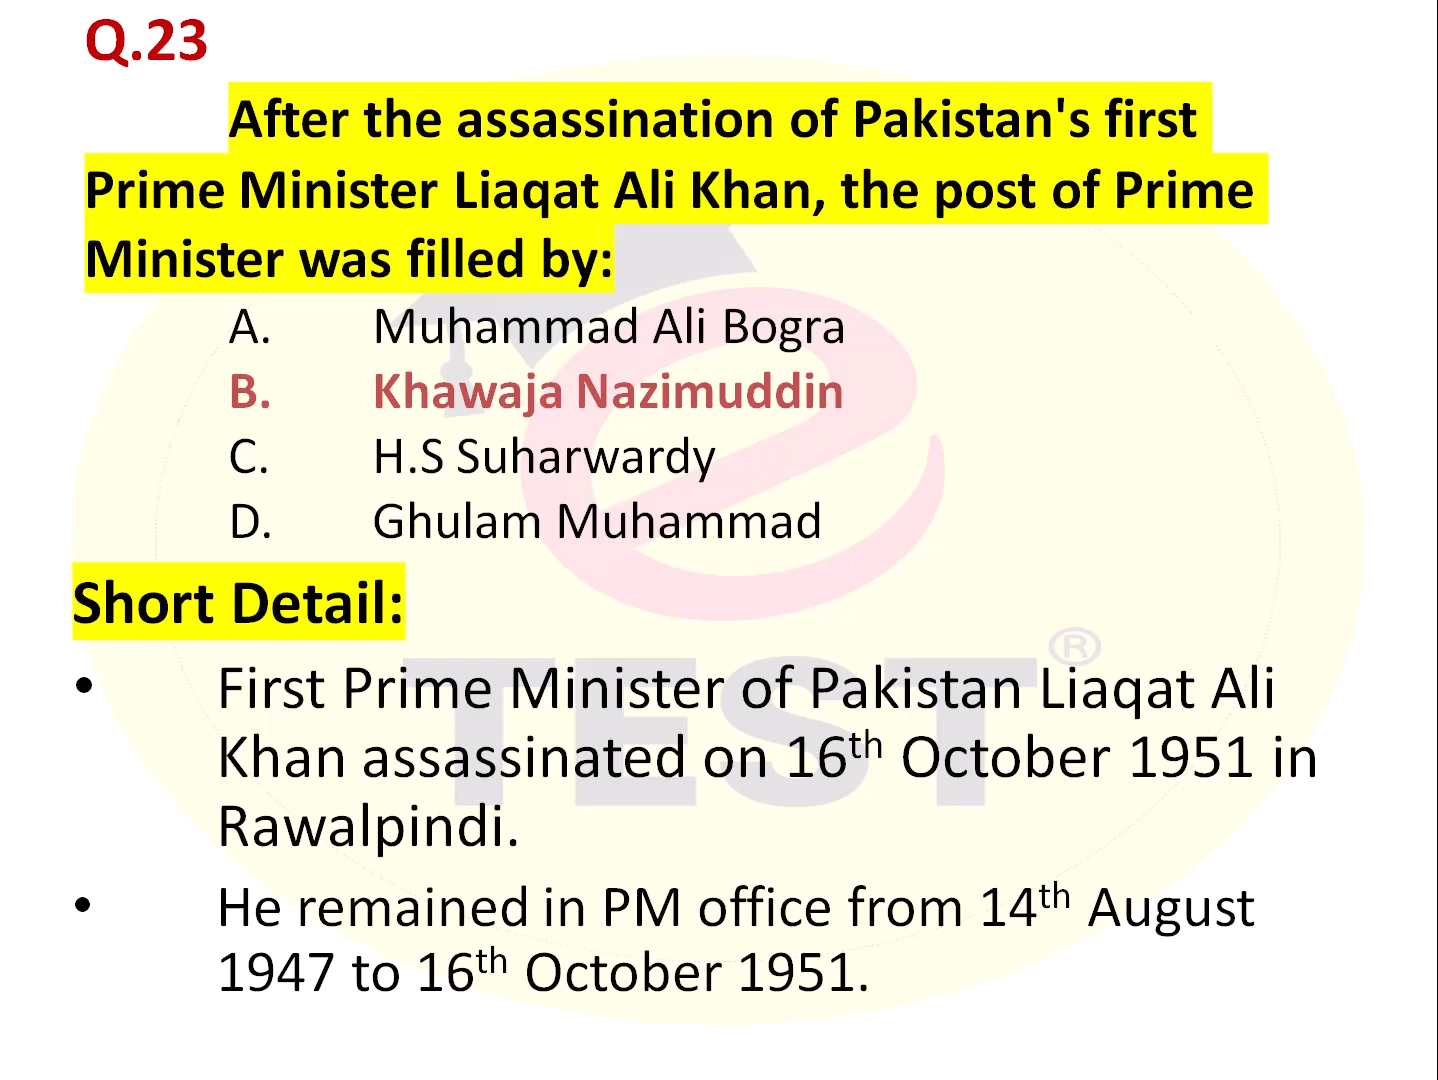 Q.23
After the assassination of Pakistan's first
Prime Minister Liaqat Ali Khan, the post of Prime
Minister was filled by:
A. Muhammad Ali Bogra
B. Khawaja Nazimuddin
C. H.S Suharwardy
D. Ghulam Muhammad
Short Detail:
• First Prime Minister of Pakistan Liaqat Ali
Khan assassinated on 16th October 1951 in
Rawalpindi.
• He remained in PM office from 14th August
1947 to 16th October 1951.
e
TEST®